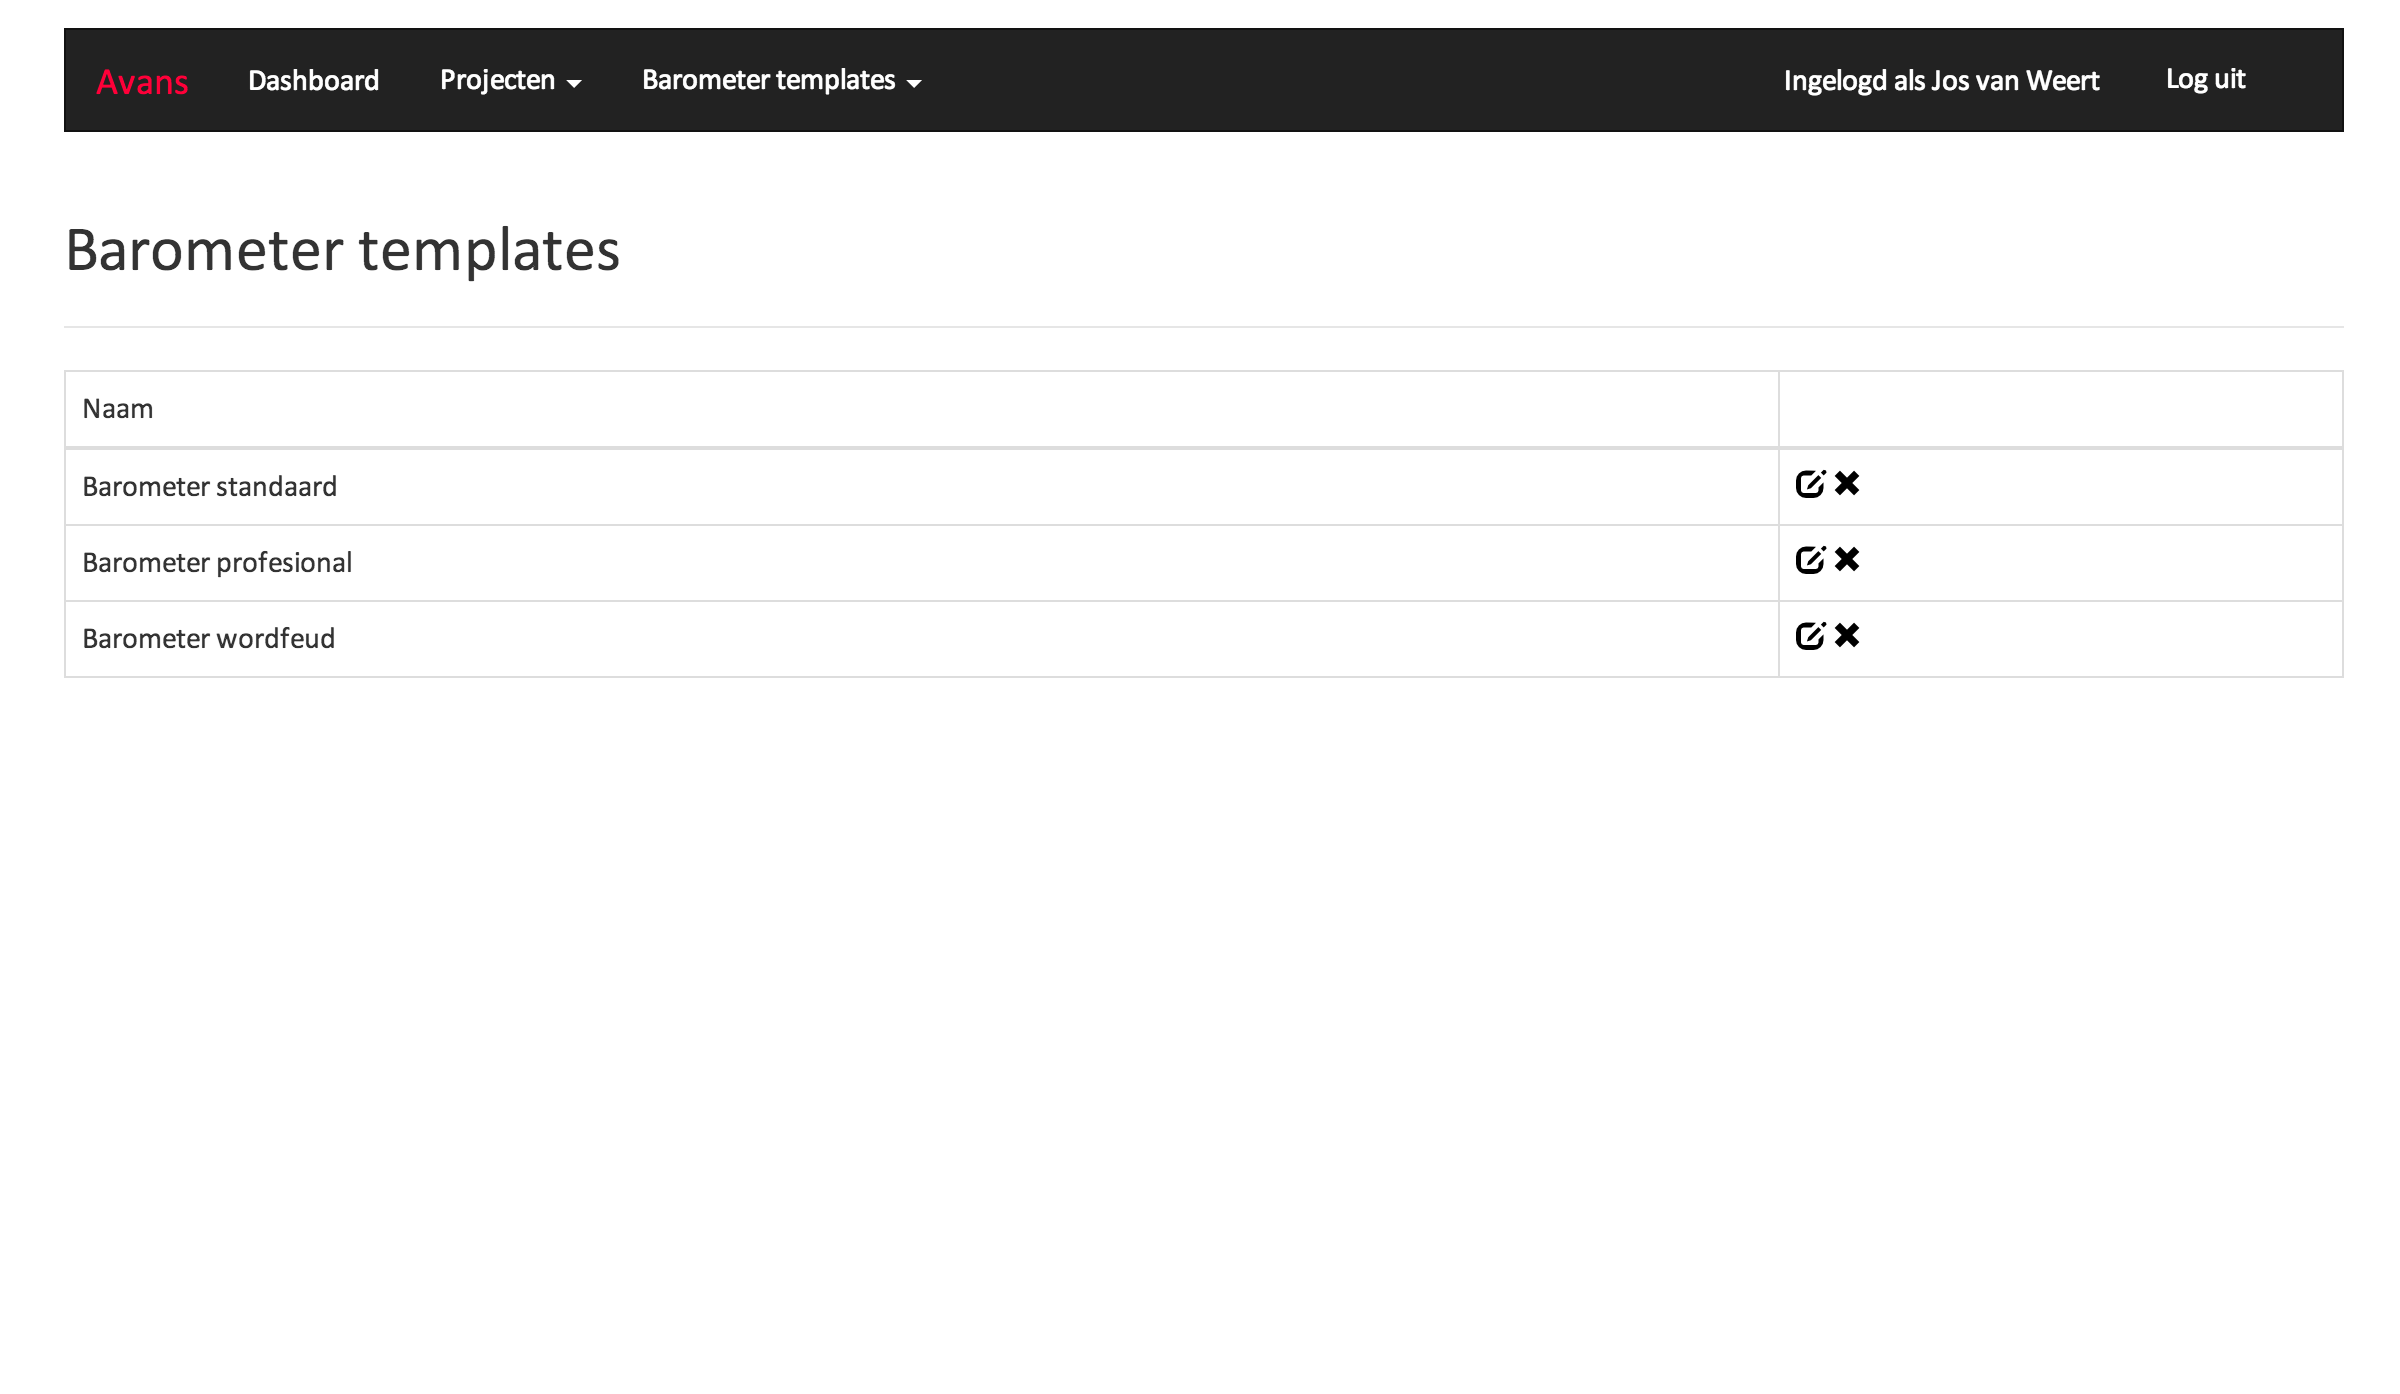 Avans Dashboard Projecten Barometer templates Ingelogd als Jos van Weert Log uit
Barometer templates
Naam
Barometer standaard
Barometer profesional
Barometer wordfeud